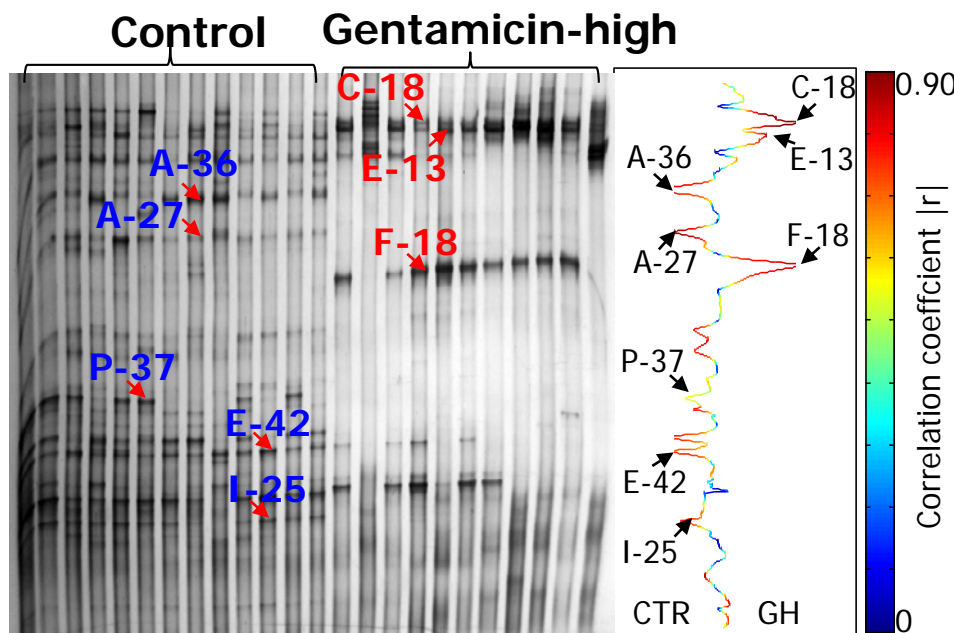 Control
Gentamicin-high
C-18
E-13
A-36
A-27
F-18
P-37
E-42
I-25
C-18
E-13
A-36
F-18
A-27
P-37
E-42
I-25
CTR
GH
0.90
Correlation coeffcient |r|
0